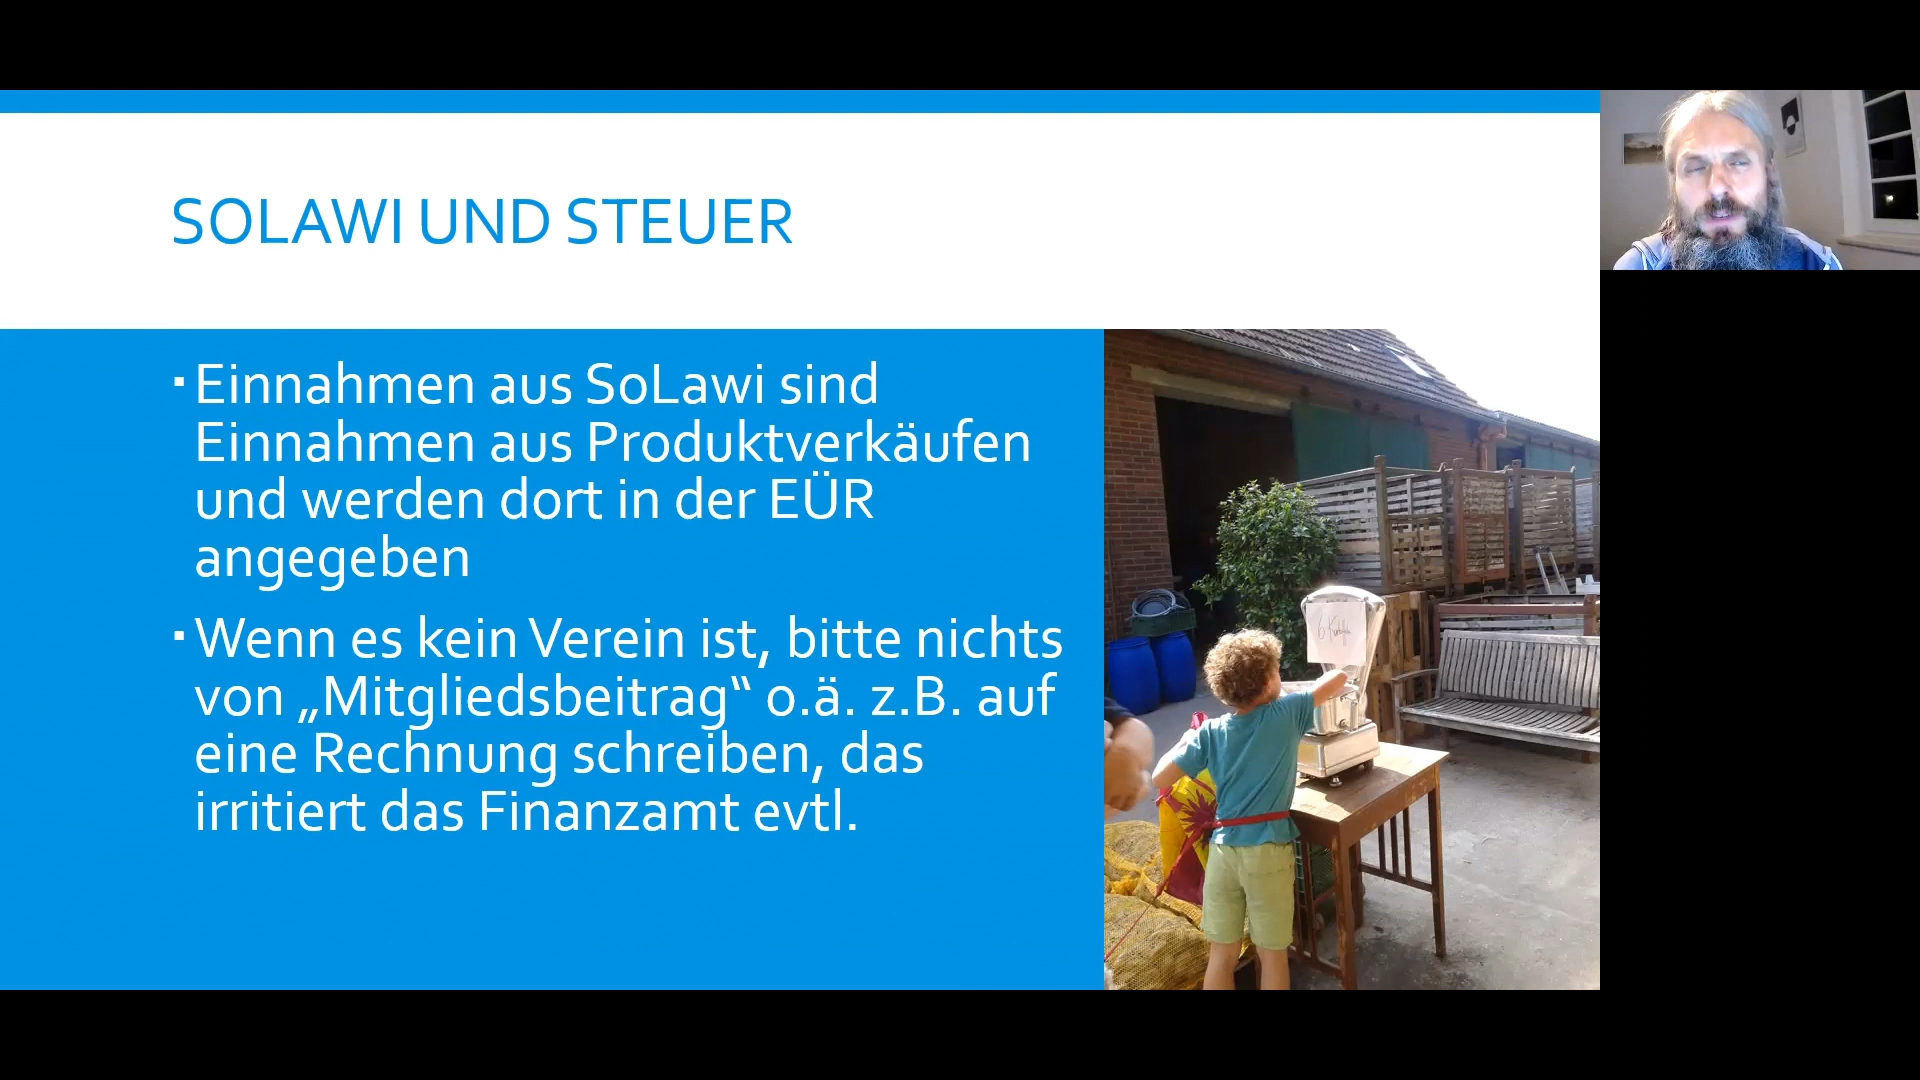 SOLAWI UND STEUER
▪ Einnahmen aus SoLawi sind
Einnahmen aus Produktverkäufen
und werden dort in der EÜR
angegeben
▪ Wenn es kein Verein ist, bitte nichts
von „Mitgliedsbeitrag“ o.ä. z.B. auf
eine Rechnung schreiben, das
irritiert das Finanzamt evtl.